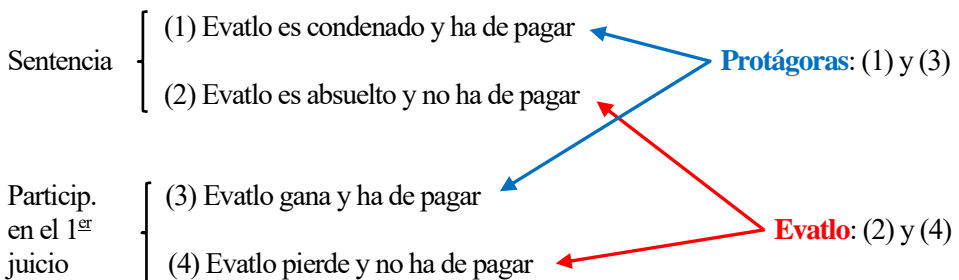 (1) Evatlo es condenado y ha de pagar
Sentencia
Protágoras: (1) y (3)
(2) Evatlo es absuelto y no ha de pagar
Particip.
en el 1er
juicio
(3) Evatlo gana y ha de pagar
Evatlo: (2) y (4)
(4) Evatlo pierde y no ha de pagar